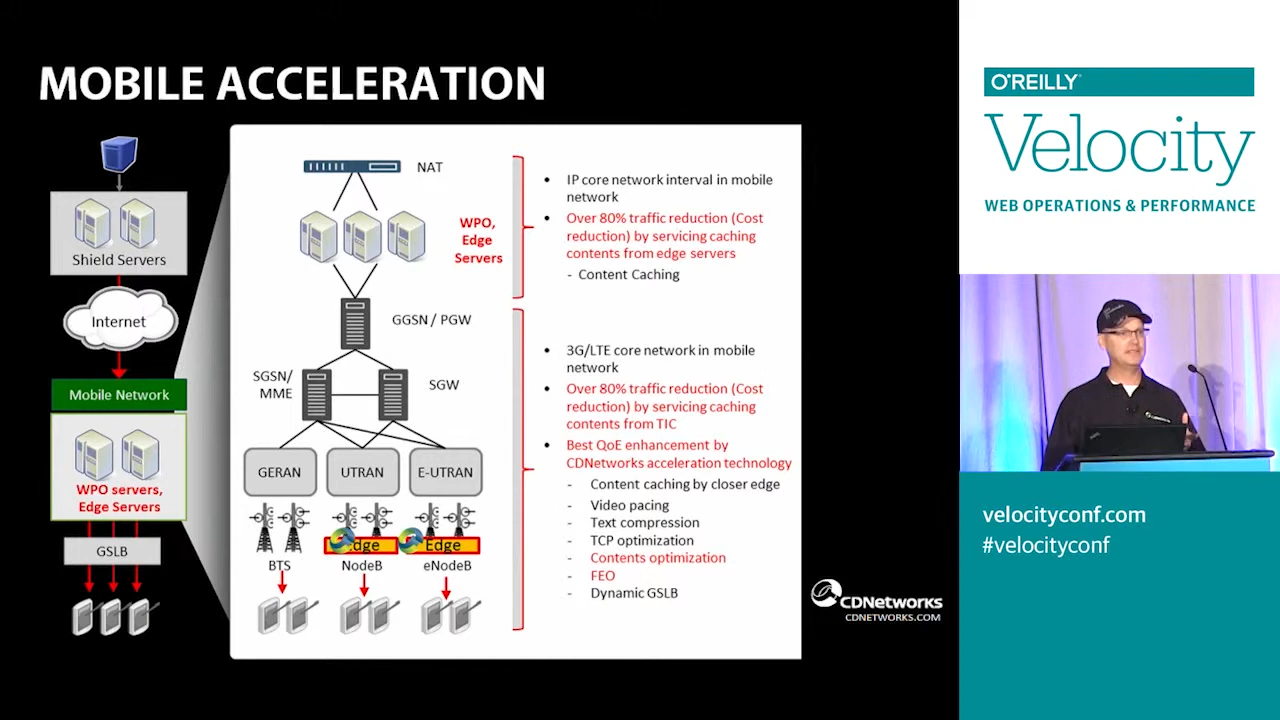 MOBILE ACCELERATION
Shield Servers
Internet
Mobile Network
WPO servers,
Edge Servers
GSLB
NAT
WPO,
Edge
Servers
GGSN / PGW
SGSN/
MME
SGW
GERAN
UTRAN
E-UTRAN
Edge
Edge
BTS
NodeB
eNodeB
• IP core network interval in mobile
network
• Over 80% traffic reduction (Cost
reduction) by servicing caching
contents from edge servers
- Content Caching
• 3G/LTE core network in mobile
network
• Over 80% traffic reduction (Cost
reduction) by servicing caching
contents from TIC
• Best QoE enhancement by
CDNetworks acceleration technology
- Content caching by closer edge
- Video pacing
- Text compression
- TCP optimization
- Contents optimization
- FEO
- Dynamic GSLB
CDNetworks
CDNETWORKS.COM
O'REILLY®
Velocity
WEB OPERATIONS & PERFORMANCE
velocityconf.com
#velocityconf